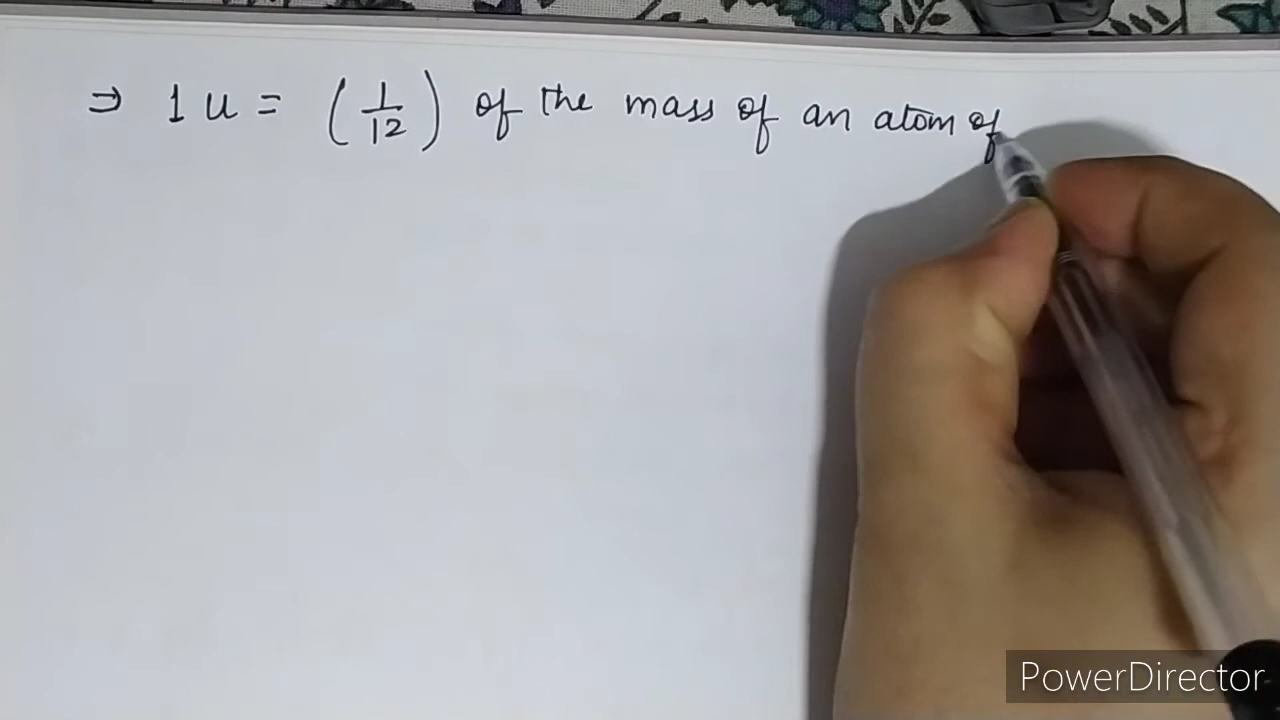 ⇒ 1 u = (1/12) of the mass of an atom of
PowerDirector